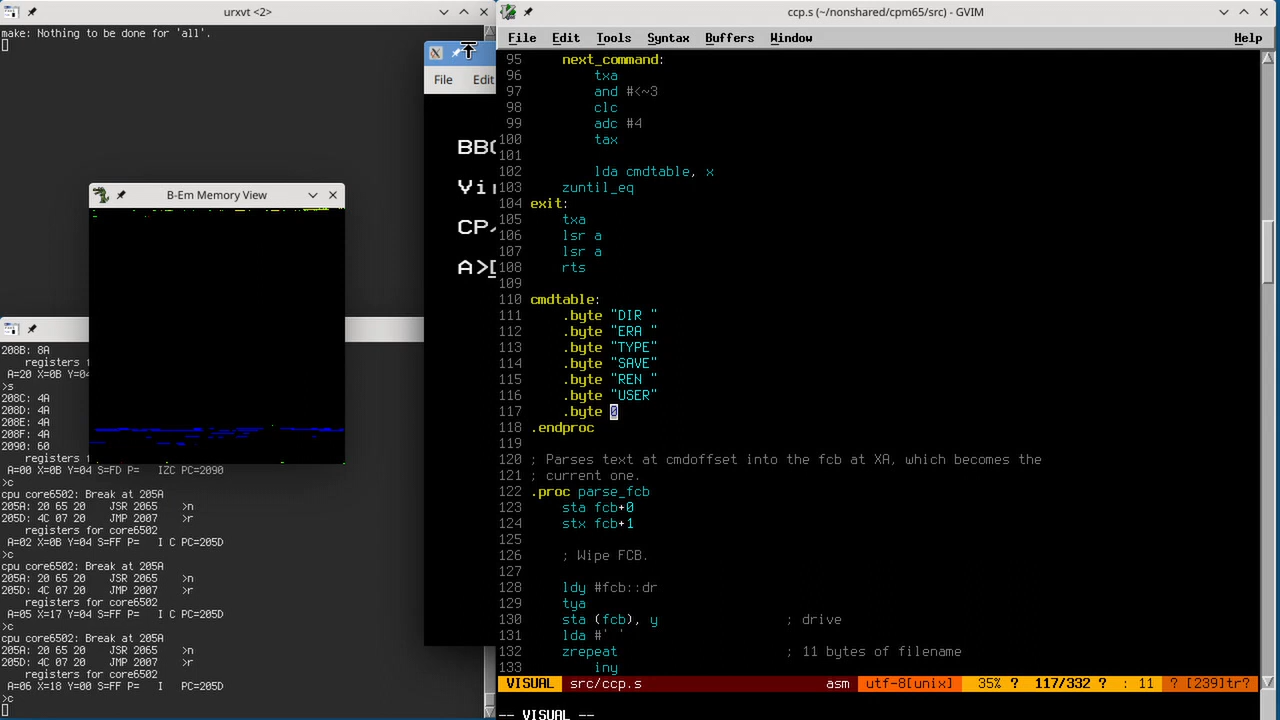 urxvt <2>
make: Nothing to be done for 'all'.
B-Em Memory View
208B: 8A
registers f
A=20 X=0B Y=04
>s
208C: 4A
208D: 4A
208E: 4A
208F: 4A
2090: 60
registers f
A=00 X=0B Y=04 S=FD P=   IZC PC=2090
>c
cpu core6502: Break at 205A
205A: 20 65 20    JSR 2065    >n
205D: 4C 07 20    JMP 2007    >r
registers for core6502
A=02 X=0B Y=04 S=FF P=   I C PC=205D
>c
cpu core6502: Break at 205A
205A: 20 65 20    JSR 2065    >n
205D: 4C 07 20    JMP 2007    >r
registers for core6502
A=05 X=17 Y=04 S=FF P=   I C PC=205D
>c
cpu core6502: Break at 205A
205A: 20 65 20    JSR 2065    >n
205D: 4C 07 20    JMP 2007    >r
registers for core6502
A=06 X=18 Y=00 S=FF P=   I   PC=205D
>c
File Edit
BBC
Vir
CP/
A>
ccp.s (~/nonshared/cpm65/src) - GVIM
File Edit Tools Syntax Buffers Window Help
95 next_command:
96 txa
97 and #<~3
98 clc
99 adc #4
100 tax
101
102 lda cmdtable, x
103 zuntil_eq
104 exit:
105 txa
106 lsr a
107 lsr a
108 rts
109
110 cmdtable:
111 .byte "DIR "
112 .byte "ERA "
113 .byte "TYPE"
114 .byte "SAVE"
115 .byte "REN "
116 .byte "USER"
117 .byte 0
118 .endproc
119
120 ; Parses text at cmdoffset into the fcb at XA, which becomes the
121 ; current one.
122 .proc parse_fcb
123 sta fcb+0
124 stx fcb+1
125
126 ; Wipe FCB.
127
128 ldy #fcb::dr
129 tya
130 sta (fcb), y ; drive
131 lda #' '
132 zrepeat ; 11 bytes of filename
133 iny
VISUAL src/ccp.s asm utf-8[unix] 35% ? 117/332 ? : 11 ? [239]tr?
-- VISUAL --